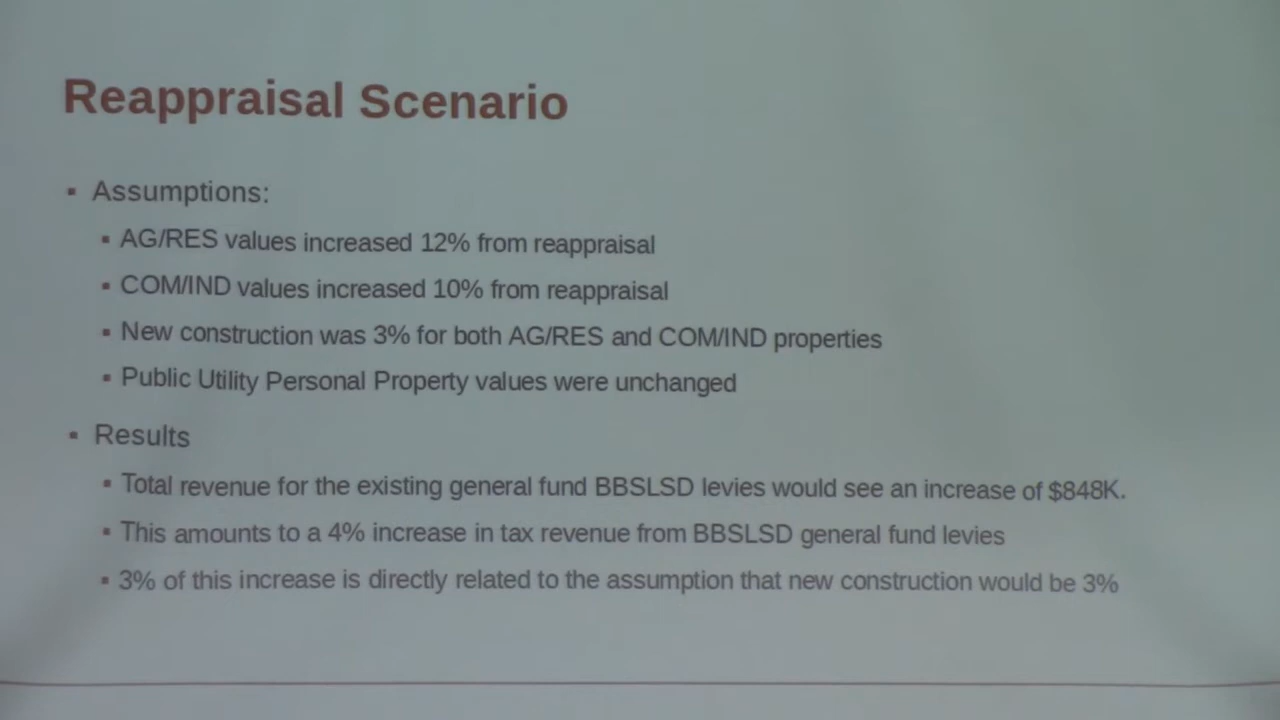 Reappraisal Scenario
▪ Assumptions:
▪ AG/RES values increased 12% from reappraisal
▪ COM/IND values increased 10% from reappraisal
▪ New construction was 3% for both AG/RES and COM/IND properties
▪ Public Utility Personal Property values were unchanged
▪ Results
▪ Total revenue for the existing general fund BBSLSD levies would see an increase of $848K.
▪ This amounts to a 4% increase in tax revenue from BBSLSD general fund levies
▪ 3% of this increase is directly related to the assumption that new construction would be 3%